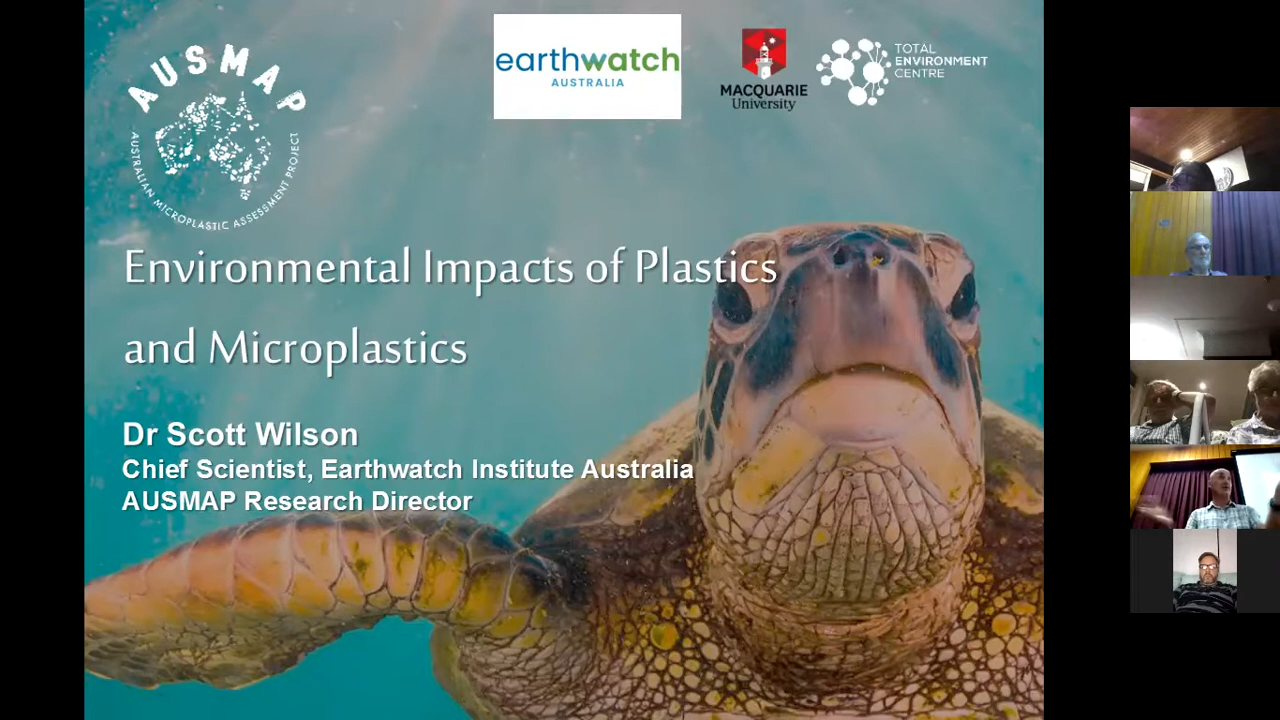 AUSMAP
AUSTRALIAN MICROPLASTIC ASSESSMENT PROJECT
earthwatch
AUSTRALIA
MACQUARIE
University
TOTAL
ENVIRONMENT
CENTRE
Environmental Impacts of Plastics
and Microplastics
Dr Scott Wilson
Chief Scientist, Earthwatch Institute Australia
AUSMAP Research Director